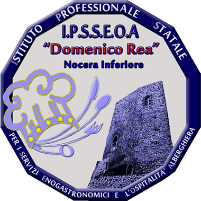 ISTITUTO PROFESSIONALE STATALE
I.P.S.S.E.O.A
"Domenico Rea"
Nocera Inferiore
PER I SERVIZI ENOGASTRONOMICI E L'OSPITALITÀ ALBERGHIERA